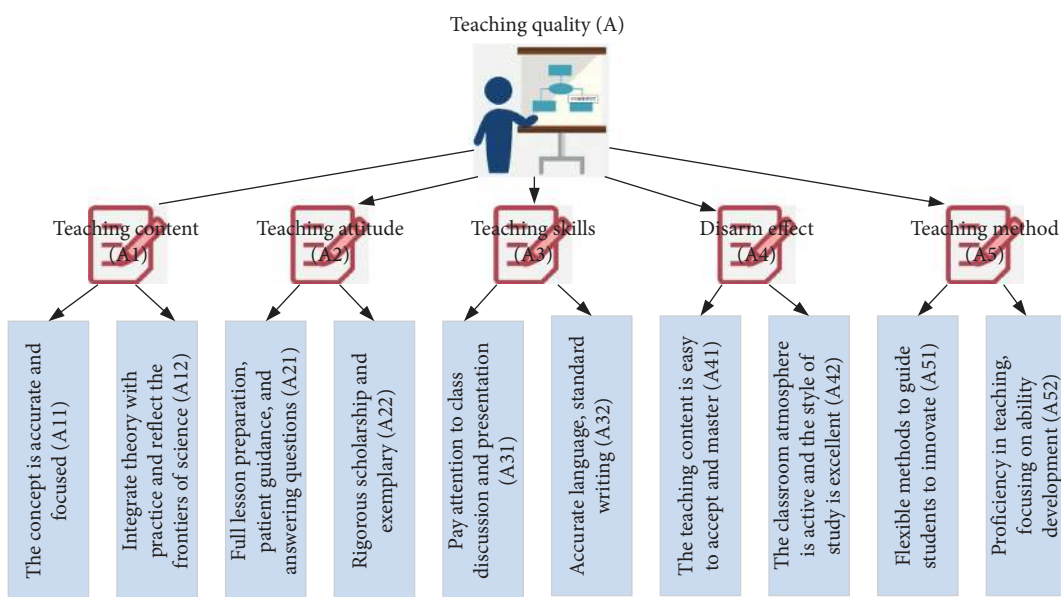 Teaching quality (A)
Teaching content
(A1)
Teaching attitude
(A2)
Teaching skills
(A3)
Disarm effect
(A4)
Teaching method
(A5)
The concept is accurate and
focused (A11)
Integrate theory with
practice and reflect the
frontiers of science (A12)
Full lesson preparation,
patient guidance, and
answering questions (A21)
Rigorous scholarship and
exemplary (A22)
Pay attention to class
discussion and presentation
(A31)
Accurate language, standard
writing (A32)
The teaching content is easy
to accept and master (A41)
The classroom atmosphere
is active and the style of
study is excellent (A42)
Flexible methods to guide
students to innovate (A51)
Proficiency in teaching,
focusing on ability
development (A52)